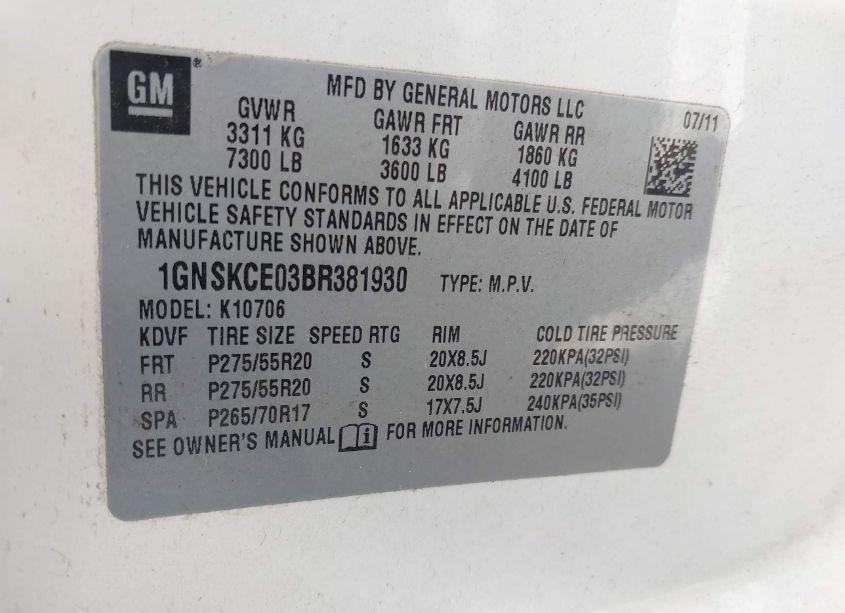 GM
MFD BY GENERAL MOTORS LLC
07/11
GVWR GAWR FRT GAWR RR
3311 KG 1633 KG 1860 KG
7300 LB 3600 LB 4100 LB
THIS VEHICLE CONFORMS TO ALL APPLICABLE U.S. FEDERAL MOTOR
VEHICLE SAFETY STANDARDS IN EFFECT ON THE DATE OF
MANUFACTURE SHOWN ABOVE.
1GNSKCE03BR381930 TYPE: M.P.V.
MODEL: K10706
KDVF TIRE SIZE SPEED RTG RIM COLD TIRE PRESSURE
FRT P275/55R20 S 20X8.5J 220KPA(32PSI)
RR P275/55R20 S 20X8.5J 220KPA(32PSI)
SPA P265/70R17 S 17X7.5J 240KPA(35PSI)
SEE OWNER'S MANUAL i FOR MORE INFORMATION.